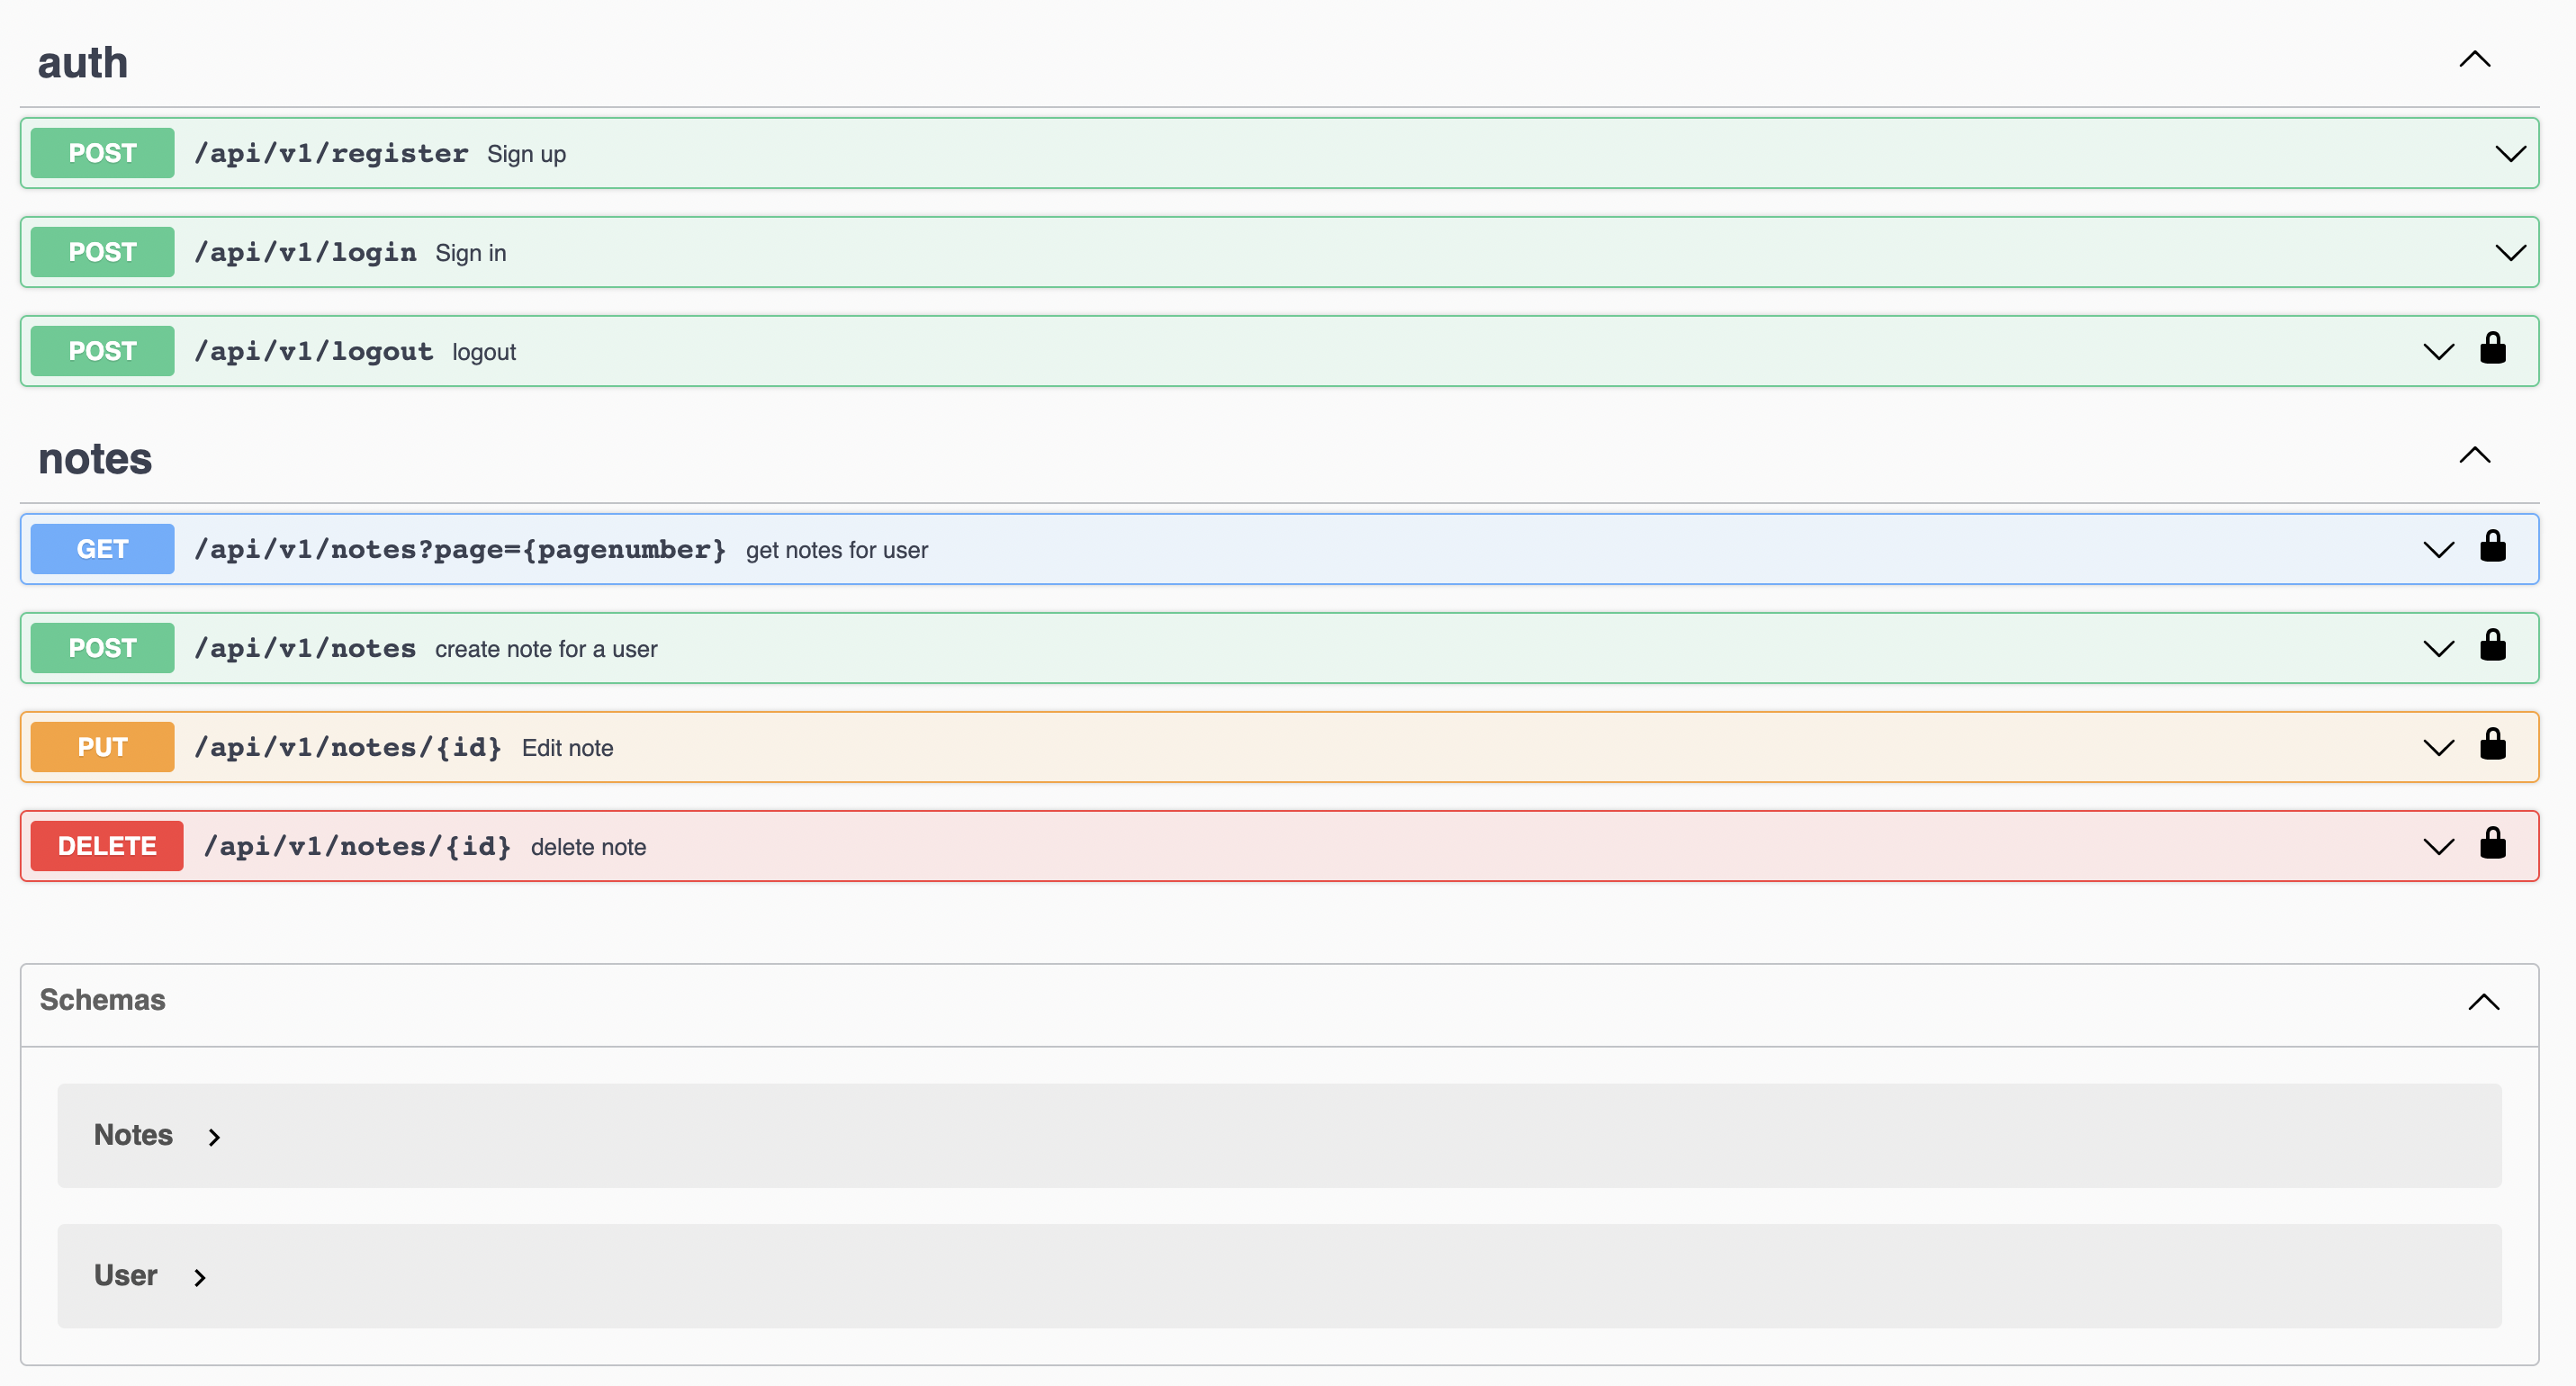 auth
POST /api/v1/register Sign up
POST /api/v1/login Sign in
POST /api/v1/logout logout
notes
GET /api/v1/notes?page={pagenumber} get notes for user
POST /api/v1/notes create note for a user
PUT /api/v1/notes/{id} Edit note
DELETE /api/v1/notes/{id} delete note
Schemas
Notes
User